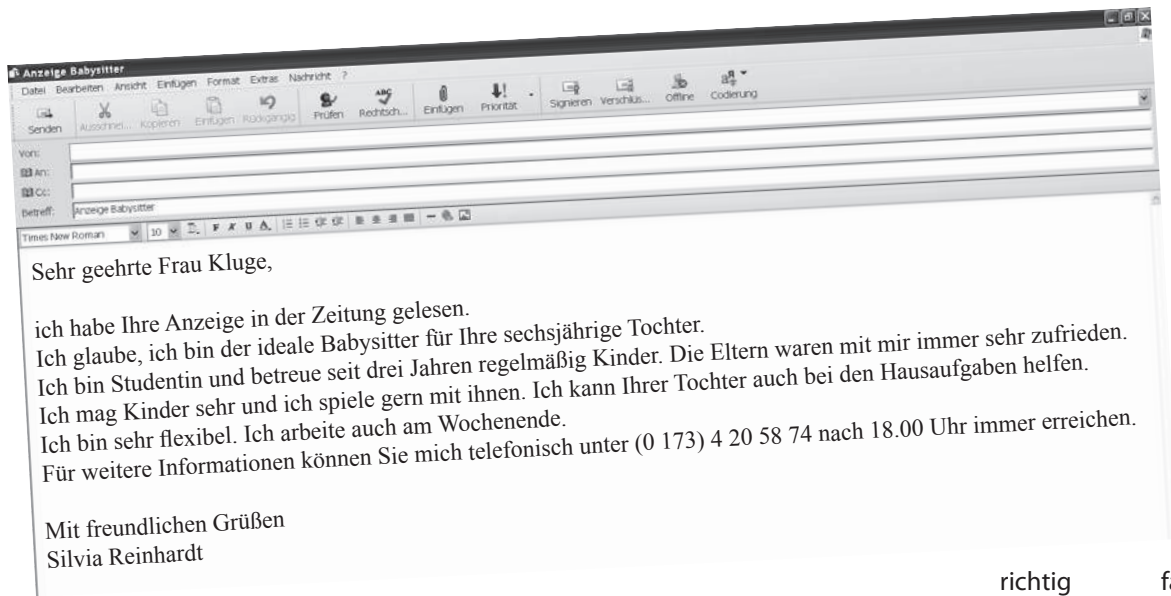 Anzeige Babysitter
Datei Bearbeiten Ansicht Einfügen Format Extras Nachricht ?
Senden Ausschnei... Kopieren Einfügen Rückgängig Prüfen Rechtsch... Einfügen Priorität Signieren Verschlüs... Offline Codierung
Von:
An:
Cc:
Betreff: Anzeige Babysitter
Times New Roman 10 F K U A
Sehr geehrte Frau Kluge,
ich habe Ihre Anzeige in der Zeitung gelesen.
Ich glaube, ich bin der ideale Babysitter für Ihre sechsjährige Tochter.
Ich bin Studentin und betreue seit drei Jahren regelmäßig Kinder. Die Eltern waren mit mir immer sehr zufrieden.
Ich mag Kinder sehr und ich spiele gern mit ihnen. Ich kann Ihrer Tochter auch bei den Hausaufgaben helfen.
Ich bin sehr flexibel. Ich arbeite auch am Wochenende.
Für weitere Informationen können Sie mich telefonisch unter (0 173) 4 20 58 74 nach 18.00 Uhr immer erreichen.
Mit freundlichen Grüßen
Silvia Reinhardt
richtig fa